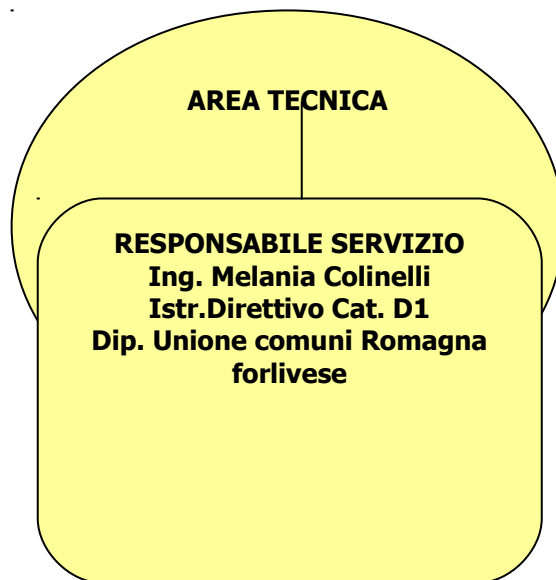 AREA TECNICA
RESPONSABILE SERVIZIO
Ing. Melania Colinelli
Istr.Direttivo Cat. D1
Dip. Unione comuni Romagna
forlivese